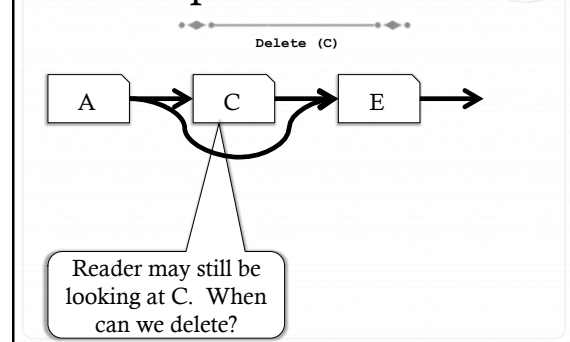 Delete (C)
A C E
Reader may still be
looking at C. When
can we delete?